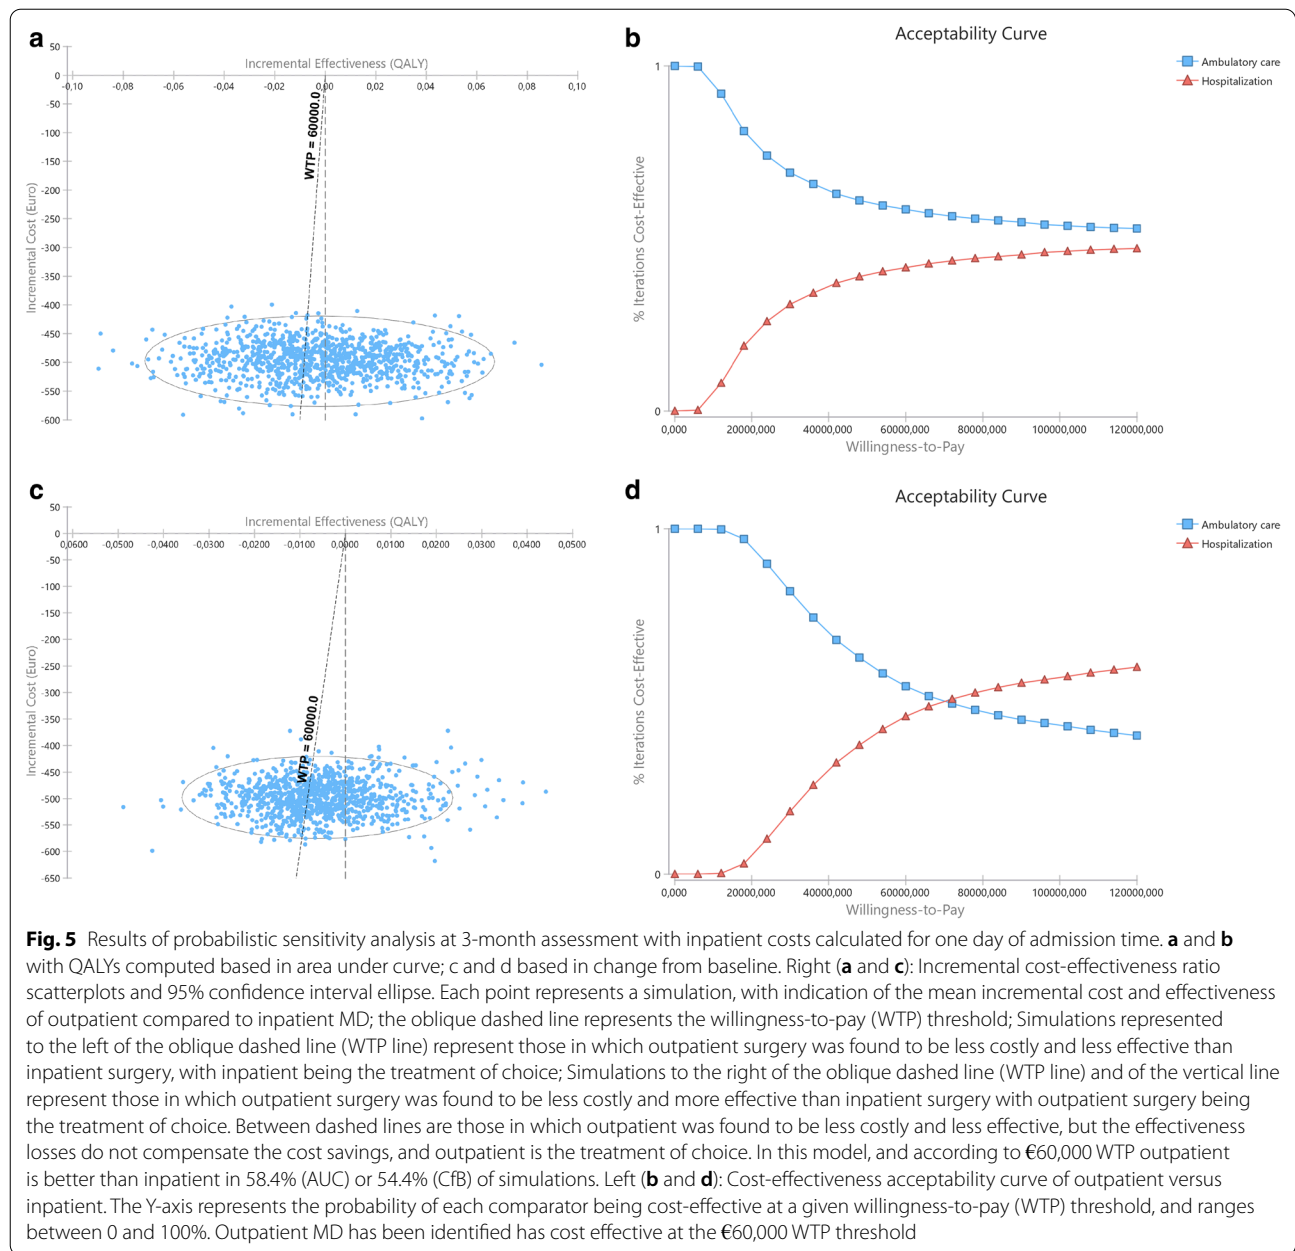 a
50
Incremental Effectiveness (QALY)
0
-0,10 -0,08 -0,06 -0,04 -0,02 0,00 0,02 0,04 0,06 0,08 0,10
-50
-100
-150
-200
-250
-300
-350
-400
-450
-500
-550
-600
Incremental Cost (Euro)
WTP = 60000.0
b
Acceptability Curve
Ambulatory care
Hospitalization
1
0
% Iterations Cost-Effective
0,000 20000,000 40000,000 60000,000 80000,000 100000,000 120000,000
Willingness-to-Pay
c
50
Incremental Effectiveness (QALY)
0
0,0600 -0,0500 -0,0400 -0,0300 -0,0200 -0,0100 0,0000 0,0100 0,0200 0,0300 0,0400 0,0500
-50
-100
-150
-200
-250
-300
-350
-400
-450
-500
-550
-600
-650
Incremental Cost (Euro)
WTP = 60000.0
d
Acceptability Curve
Ambulatory care
Hospitalization
1
0
% Iterations Cost-Effective
0,000 20000,000 40000,000 60000,000 80000,000 100000,000 120000,000
Willingness-to-Pay
Fig. 5 Results of probabilistic sensitivity analysis at 3-month assessment with inpatient costs calculated for one day of admission time. a and b
with QALYs computed based in area under curve; c and d based in change from baseline. Right (a and c): Incremental cost-effectiveness ratio
scatterplots and 95% confidence interval ellipse. Each point represents a simulation, with indication of the mean incremental cost and effectiveness
of outpatient compared to inpatient MD; the oblique dashed line represents the willingness-to-pay (WTP) threshold; Simulations represented
to the left of the oblique dashed line (WTP line) represent those in which outpatient surgery was found to be less costly and less effective than
inpatient surgery, with inpatient being the treatment of choice; Simulations to the right of the oblique dashed line (WTP line) and of the vertical line
represent those in which outpatient surgery was found to be less costly and more effective than inpatient surgery with outpatient surgery being
the treatment of choice. Between dashed lines are those in which outpatient was found to be less costly and less effective, but the effectiveness
losses do not compensate the cost savings, and outpatient is the treatment of choice. In this model, and according to €60,000 WTP outpatient
is better than inpatient in 58.4% (AUC) or 54.4% (CfB) of simulations. Left (b and d): Cost-effectiveness acceptability curve of outpatient versus
inpatient. The Y-axis represents the probability of each comparator being cost-effective at a given willingness-to-pay (WTP) threshold, and ranges
between 0 and 100%. Outpatient MD has been identified has cost effective at the €60,000 WTP threshold